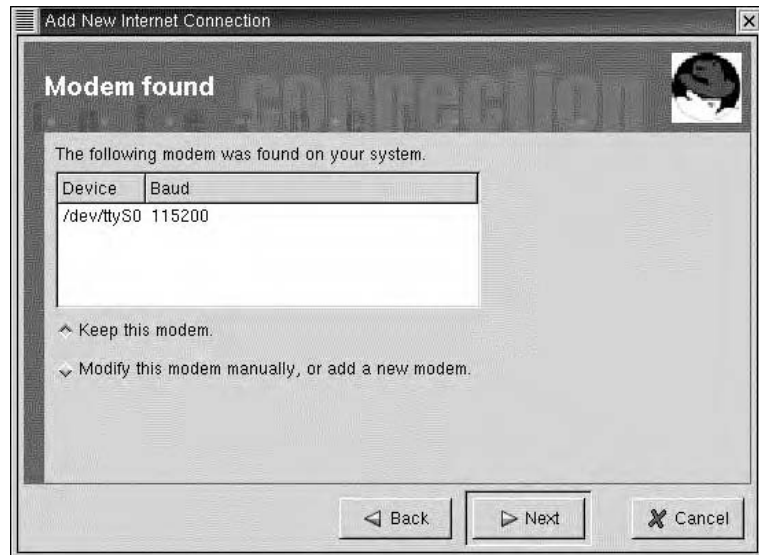 Add New Internet Connection
Modem found
connection
The following modem was found on your system.
Device Baud
/dev/ttyS0 115200
Keep this modem.
Modify this modem manually, or add a new modem.
Back Next Cancel